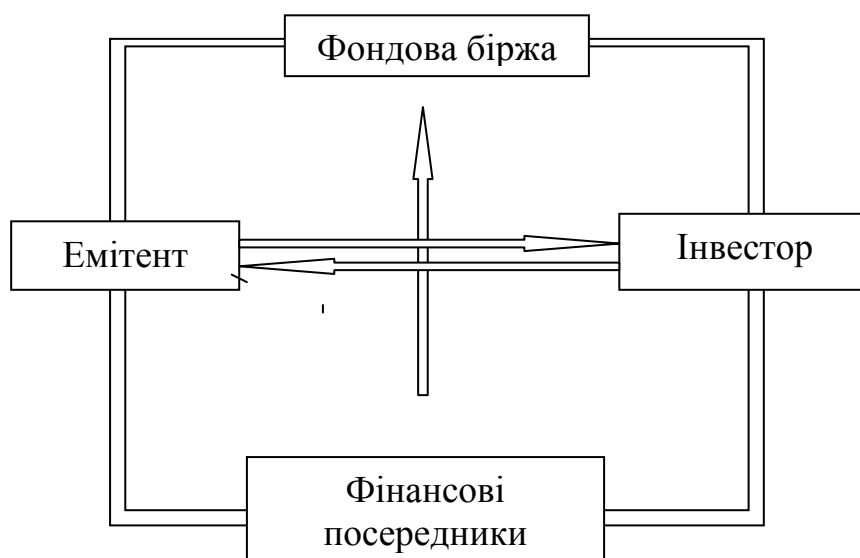 Фондова біржа
Емітент
Інвестор
Фінансові
посередники